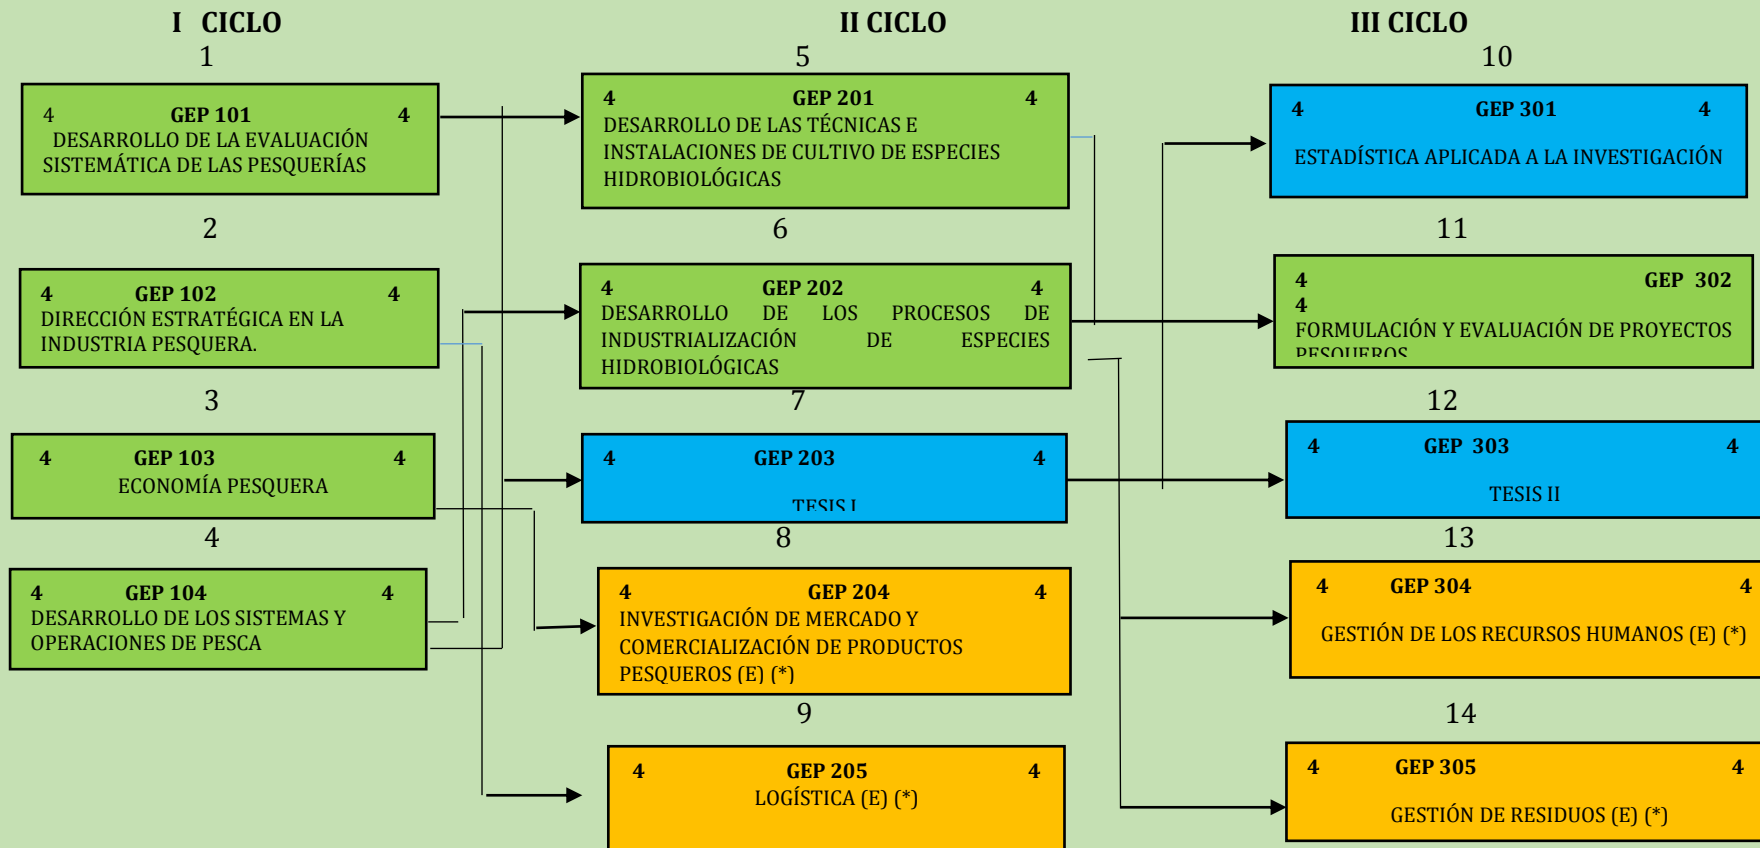 I CICLO
1
4 GEP 101 4
DESARROLLO DE LA EVALUACIÓN
SISTEMÁTICA DE LAS PESQUERÍAS
2
4 GEP 102 4
DIRECCIÓN ESTRATÉGICA EN LA
INDUSTRIA PESQUERA.
3
4 GEP 103 4
ECONOMÍA PESQUERA
4
4 GEP 104 4
DESARROLLO DE LOS SISTEMAS Y
OPERACIONES DE PESCA
II CICLO
5
4 GEP 201 4
DESARROLLO DE LAS TÉCNICAS E
INSTALACIONES DE CULTIVO DE ESPECIES
HIDROBIOLÓGICAS
6
4 GEP 202 4
DESARROLLO DE LOS PROCESOS DE
INDUSTRIALIZACIÓN DE ESPECIES
HIDROBIOLÓGICAS
7
4 GEP 203 4
TESIS I
8
4 GEP 204 4
INVESTIGACIÓN DE MERCADO Y
COMERCIALIZACIÓN DE PRODUCTOS
PESQUEROS (E) (*)
9
4 GEP 205 4
LOGÍSTICA (E) (*)
III CICLO
10
4 GEP 301 4
ESTADÍSTICA APLICADA A LA INVESTIGACIÓN
11
4 GEP 302
4
FORMULACIÓN Y EVALUACIÓN DE PROYECTOS
PESQUEROS
12
4 GEP 303 4
TESIS II
13
4 GEP 304 4
GESTIÓN DE LOS RECURSOS HUMANOS (E) (*)
14
4 GEP 305 4
GESTIÓN DE RESIDUOS (E) (*)